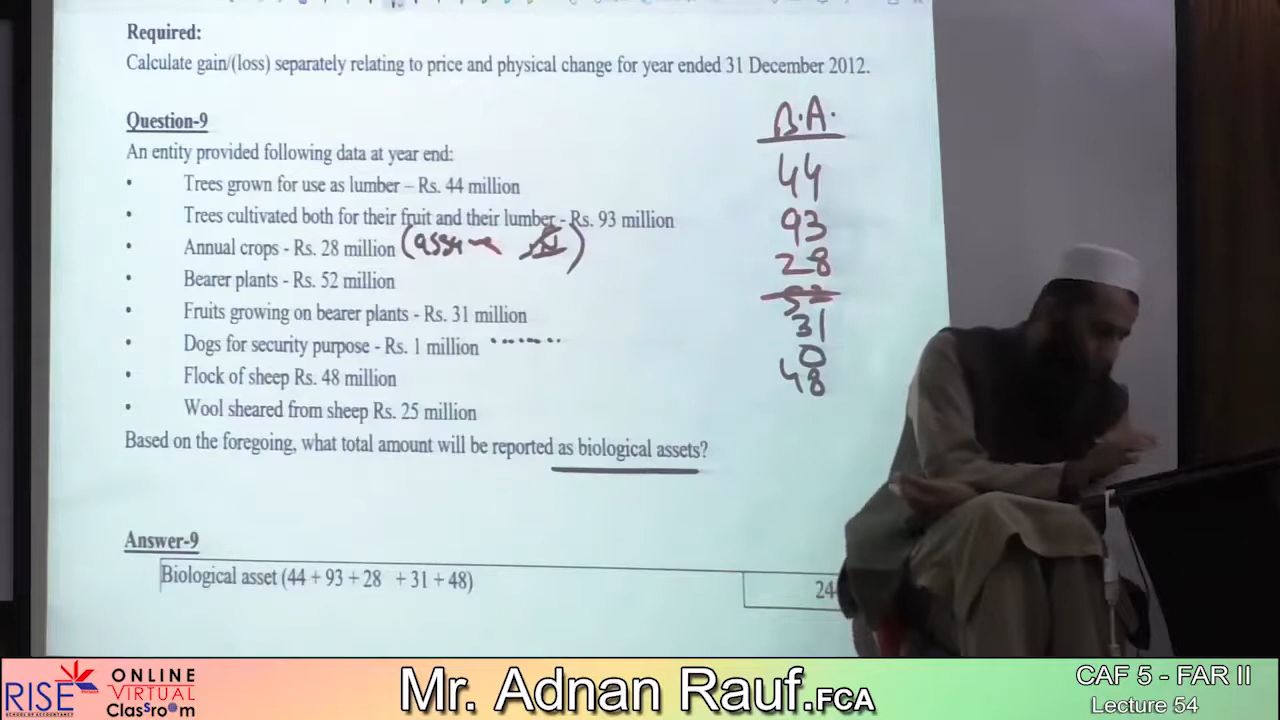 Required:
Calculate gain/(loss) separately relating to price and physical change for year ended 31 December 2012.
Question-9
An entity provided following data at year end:
• Trees grown for use as lumber – Rs. 44 million
• Trees cultivated both for their fruit and their lumber - Rs. 93 million
• Annual crops - Rs. 28 million (assume
• Bearer plants - Rs. 52 million
• Fruits growing on bearer plants - Rs. 31 million
• Dogs for security purpose - Rs. 1 million
• Flock of sheep Rs. 48 million
• Wool sheared from sheep Rs. 25 million
Based on the foregoing, what total amount will be reported as biological assets?
B.A.
44
93
28
52
31
0
48
Answer-9
Biological asset (44 + 93 + 28 + 31 + 48)
24
RISE
SCHOOL OF ACCOUNTANCY
ONLINE
VIRTUAL
Classroom
Mr. Adnan Rauf.FCA
CAF 5 - FAR II
Lecture 54